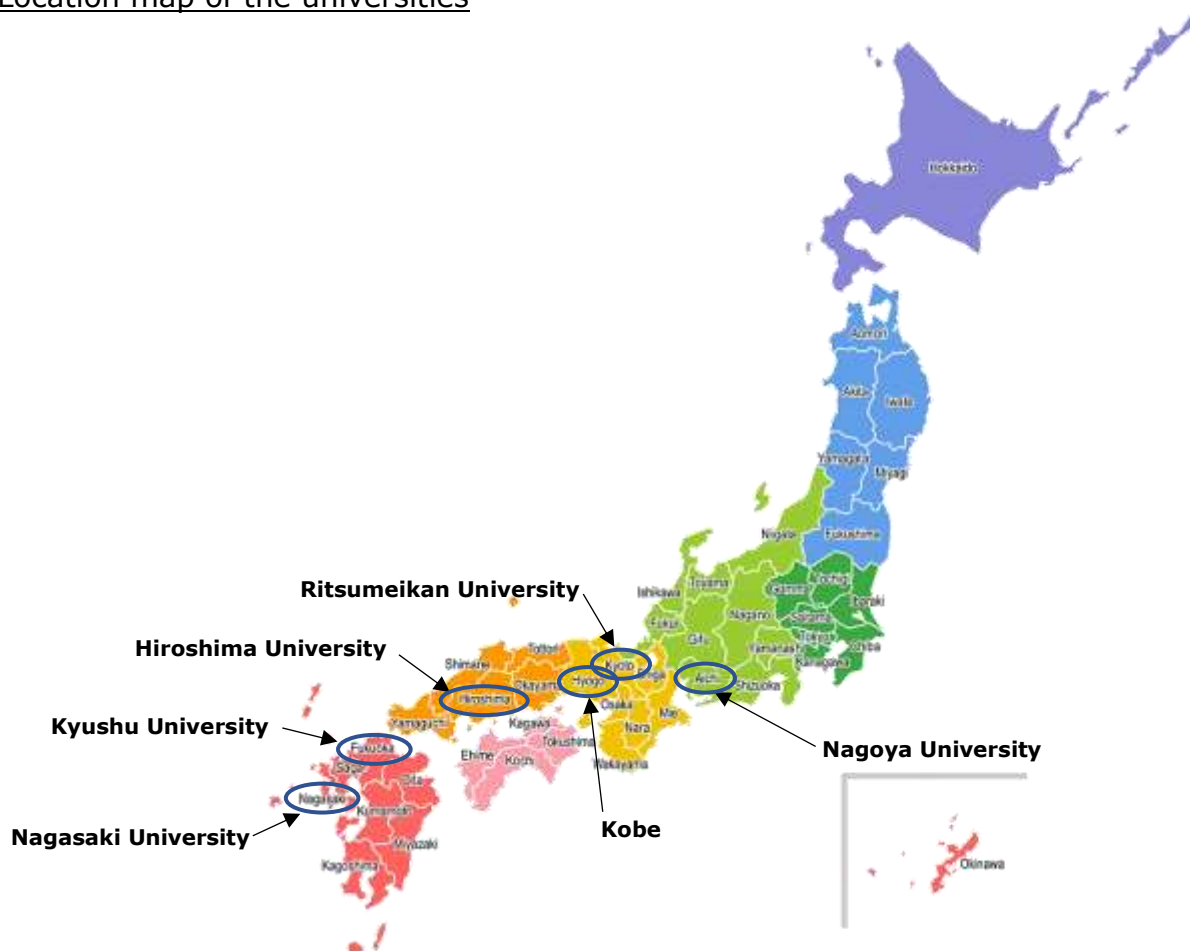 Location map of the universities
Hokkaido
Aomori
Akita
Iwate
Yamagata
Miyagi
Niigata
Fukushima
Ritsumeikan University
Ishikawa
Toyama
Tochigi
Gunma
Ibaraki
Fukui
Nagano
Saitama
Hiroshima University
Gifu
Tokyo
Yamanashi
Chiba
Kanagawa
Tottori
Shimane
Kyoto
Shiga
Hyogo
Aichi
Shizuoka
Okayama
Hiroshima
Osaka
Mie
Kyushu University
Yamaguchi
Kagawa
Nara
Tokushima
Fukuoka
Ehime
Kochi
Wakayama
Nagoya University
Saga
Oita
Nagasaki
Kumamoto
Nagasaki University
Kobe
Miyazaki
Kagoshima
Okinawa